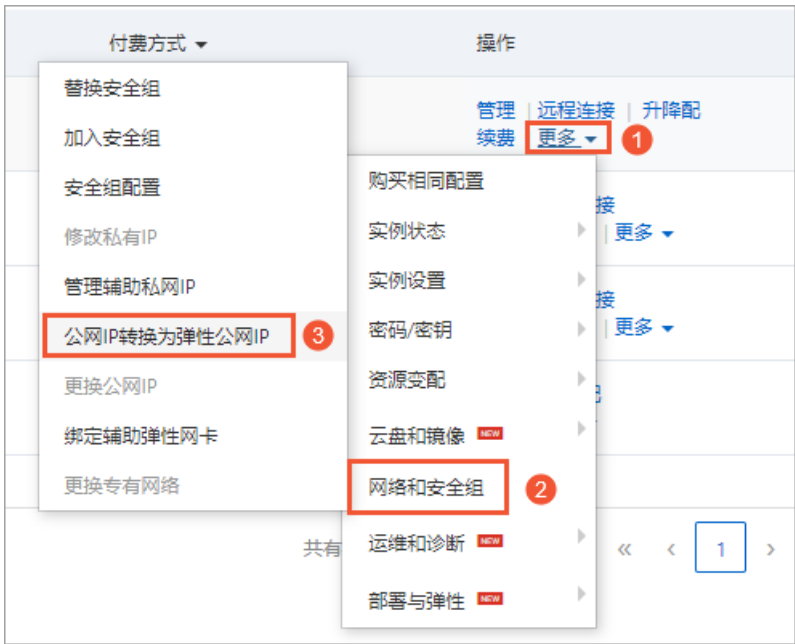 付费方式
操作
管理 | 远程连接 | 升降配
续费 更多
1
替换安全组
加入安全组
安全组配置
修改私有IP
管理辅助私网IP
公网IP转换为弹性公网IP
3
更换公网IP
绑定辅助弹性网卡
更换专有网络
购买相同配置
实例状态
实例设置
密码/密钥
资源变配
云盘和镜像 NEW
网络和安全组
2
运维和诊断 NEW
部署与弹性 NEW
接
| 更多
接
| 更多
共有
« ‹ 1 ›